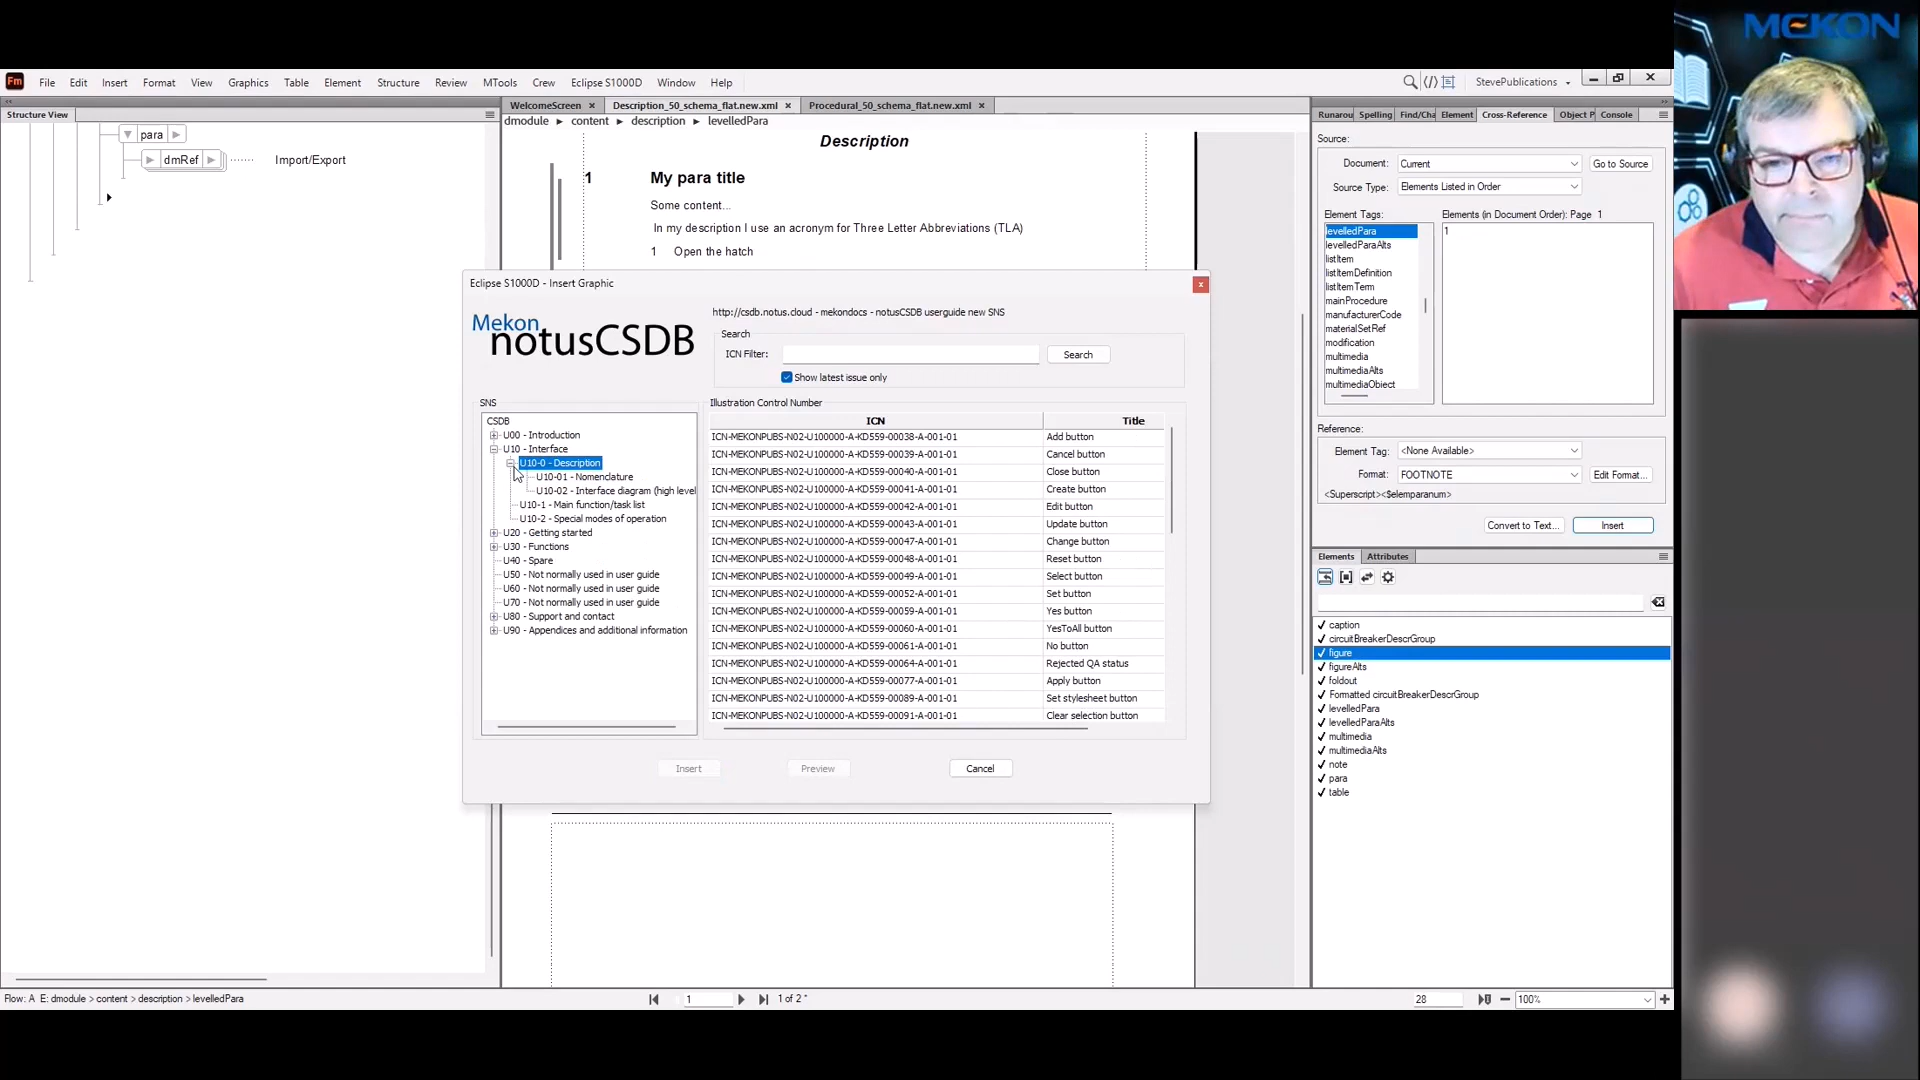 MEKON
Fm File Edit Insert Format View Graphics Table Element Structure Review MTools Crew Eclipse S1000D Window Help StevePublications
Structure View
para
dmRef Import/Export
WelcomeScreen Description_50_schema_flat.new.xml Procedural_50_schema_flat.new.xml
dmodule content description levelledPara
Description
1 My para title
Some content...
In my description I use an acronym for Three Letter Abbreviations (TLA)
1 Open the hatch
Eclipse S1000D - Insert Graphic
Mekon
notusCSDB
http://csdb.notus.cloud - mekondocs - notusCSDB userguide new SNS
Search
ICN Filter: Search
Show latest issue only
SNS
CSDB
U00 - Introduction
U10 - Interface
U10-0 - Description
U10-01 - Nomenclature
U10-02 - Interface diagram (high level
U10-1 - Main function/task list
U10-2 - Special modes of operation
U20 - Getting started
U30 - Functions
U40 - Spare
U50 - Not normally used in user guide
U60 - Not normally used in user guide
U70 - Not normally used in user guide
U80 - Support and contact
U90 - Appendices and additional information
Illustration Control Number
ICN Title
ICN-MEKONPUBS-N02-U100000-A-KD559-00038-A-001-01 Add button
ICN-MEKONPUBS-N02-U100000-A-KD559-00039-A-001-01 Cancel button
ICN-MEKONPUBS-N02-U100000-A-KD559-00040-A-001-01 Close button
ICN-MEKONPUBS-N02-U100000-A-KD559-00041-A-001-01 Create button
ICN-MEKONPUBS-N02-U100000-A-KD559-00042-A-001-01 Edit button
ICN-MEKONPUBS-N02-U100000-A-KD559-00043-A-001-01 Update button
ICN-MEKONPUBS-N02-U100000-A-KD559-00047-A-001-01 Change button
ICN-MEKONPUBS-N02-U100000-A-KD559-00048-A-001-01 Reset button
ICN-MEKONPUBS-N02-U100000-A-KD559-00049-A-001-01 Select button
ICN-MEKONPUBS-N02-U100000-A-KD559-00052-A-001-01 Set button
ICN-MEKONPUBS-N02-U100000-A-KD559-00059-A-001-01 Yes button
ICN-MEKONPUBS-N02-U100000-A-KD559-00060-A-001-01 YesToAll button
ICN-MEKONPUBS-N02-U100000-A-KD559-00061-A-001-01 No button
ICN-MEKONPUBS-N02-U100000-A-KD559-00064-A-001-01 Rejected QA status
ICN-MEKONPUBS-N02-U100000-A-KD559-00077-A-001-01 Apply button
ICN-MEKONPUBS-N02-U100000-A-KD559-00089-A-001-01 Set stylesheet button
ICN-MEKONPUBS-N02-U100000-A-KD559-00091-A-001-01 Clear selection button
Insert Preview Cancel
Runarou Spelling Find/Cha Element Cross-Reference Object P Console
Source:
Document: Current Go to Source
Source Type: Elements Listed in Order
Element Tags: Elements (in Document Order): Page 1
levelledPara 1
levelledParaAlts
listItem
listItemDefinition
listItemTerm
mainProcedure
manufacturerCode
materialSetRef
modification
multimedia
multimediaAlts
multimediaObject
Reference:
Element Tag: <None Available>
Format: FOOTNOTE Edit Format...
<Superscript><$elemparanum>
Convert to Text... Insert
Elements Attributes
caption
circuitBreakerDescrGroup
figure
figureAlts
foldout
Formatted circuitBreakerDescrGroup
levelledPara
levelledParaAlts
multimedia
multimediaAlts
note
para
table
Flow: A E: dmodule > content > description > levelledPara
1 1 of 2 * 28 100%